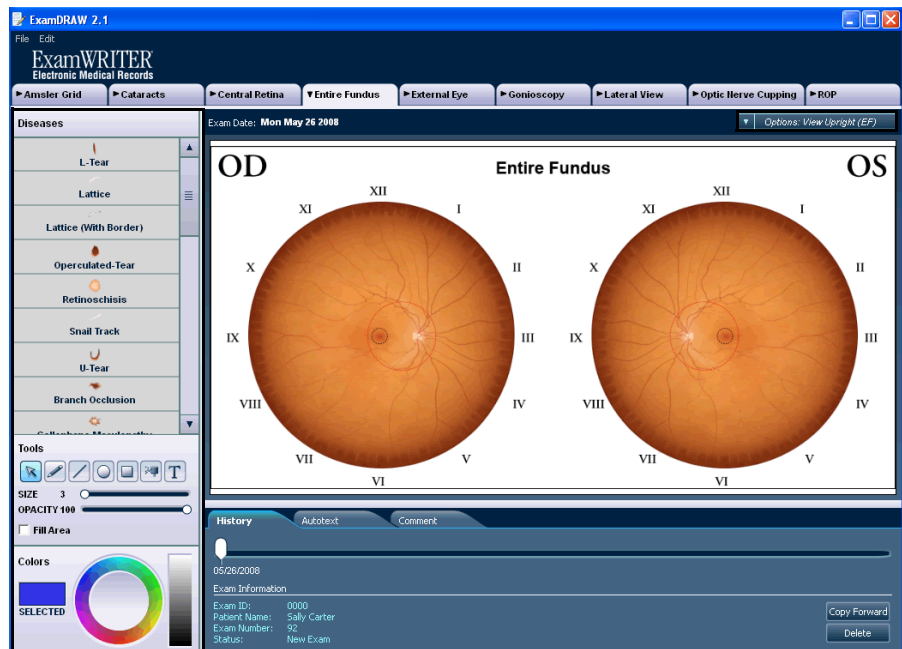 ExamDRAW 2.1
File Edit
ExamWRITER
Electronic Medical Records
Amsler Grid
Cataracts
Central Retina
Entire Fundus
External Eye
Gonioscopy
Lateral View
Optic Nerve Cupping
ROP
Diseases
L-Tear
Lattice
Lattice (With Border)
Operculated-Tear
Retinoschisis
Snail Track
U-Tear
Branch Occlusion
Tools
T
SIZE 3
OPACITY 100
Fill Area
Colors
SELECTED
Exam Date: Mon May 26 2008
Options: View Upright (EF)
OD
Entire Fundus
OS
XII
XI
I
X
II
IX
III
VIII
IV
VII
V
VI
XII
XI
I
X
II
IX
III
VIII
IV
VII
V
VI
History
Autotext
Comment
05/26/2008
Exam Information
Exam ID: 0000
Patient Name: Sally Carter
Exam Number: 92
Status: New Exam
Copy Forward
Delete